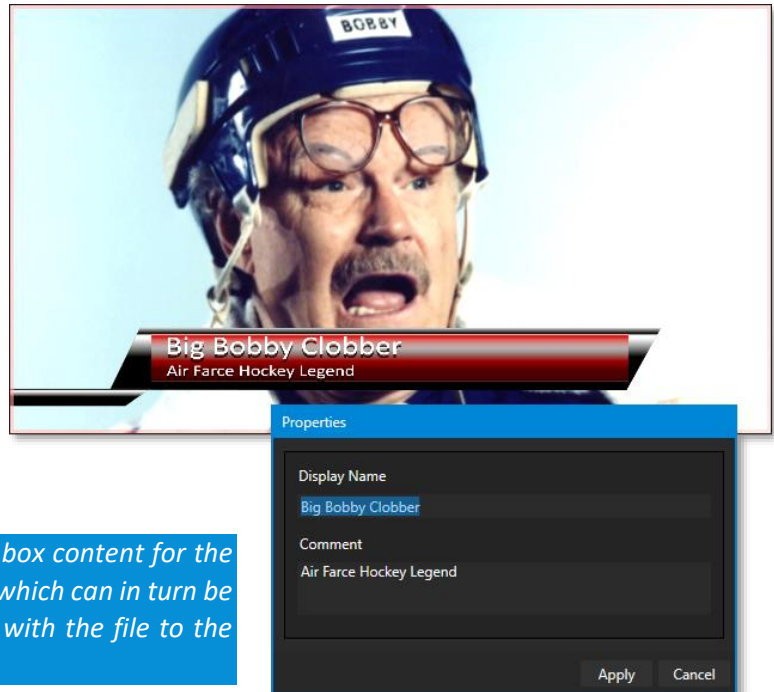 BOBBY
Big Bobby Clobber
Air Farce Hockey Legend
Properties
Display Name
Big Bobby Clobber
Comment
Air Farce Hockey Legend
Apply Cancel
box content for the
which can in turn be
with the file to the